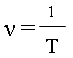 ν = 1/T